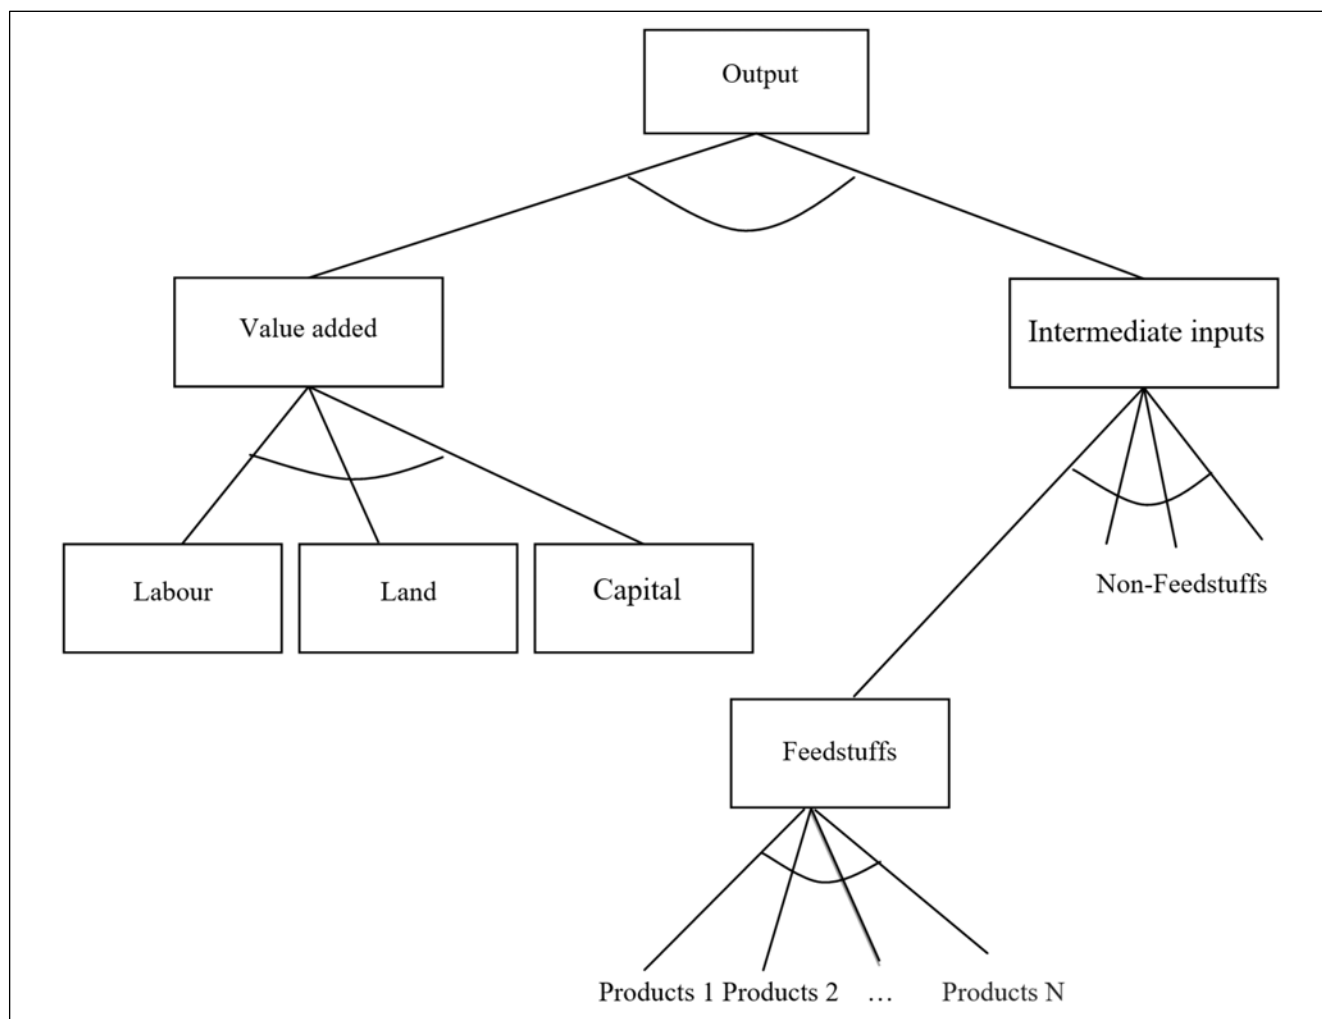 Output
Value added
Intermediate inputs
Labour
Land
Capital
Non-Feedstuffs
Feedstuffs
Products 1 Products 2 … Products N